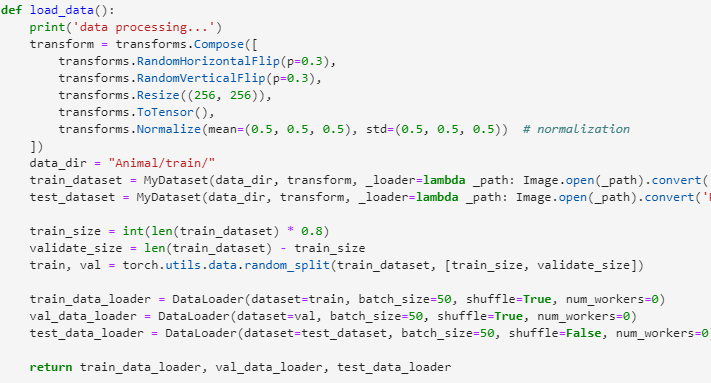 def load_data():
    print('data processing...')
    transform = transforms.Compose([
        transforms.RandomHorizontalFlip(p=0.3),
        transforms.RandomVerticalFlip(p=0.3),
        transforms.Resize((256, 256)),
        transforms.ToTensor(),
        transforms.Normalize(mean=(0.5, 0.5, 0.5), std=(0.5, 0.5, 0.5))  # normalization
    ])
    data_dir = "Animal/train/"
    train_dataset = MyDataset(data_dir, transform, _loader=lambda _path: Image.open(_path).convert(
    test_dataset = MyDataset(data_dir, transform, _loader=lambda _path: Image.open(_path).convert('

    train_size = int(len(train_dataset) * 0.8)
    validate_size = len(train_dataset) - train_size
    train, val = torch.utils.data.random_split(train_dataset, [train_size, validate_size])

    train_data_loader = DataLoader(dataset=train, batch_size=50, shuffle=True, num_workers=0)
    val_data_loader = DataLoader(dataset=val, batch_size=50, shuffle=True, num_workers=0)
    test_data_loader = DataLoader(dataset=test_dataset, batch_size=50, shuffle=False, num_workers=0

    return train_data_loader, val_data_loader, test_data_loader